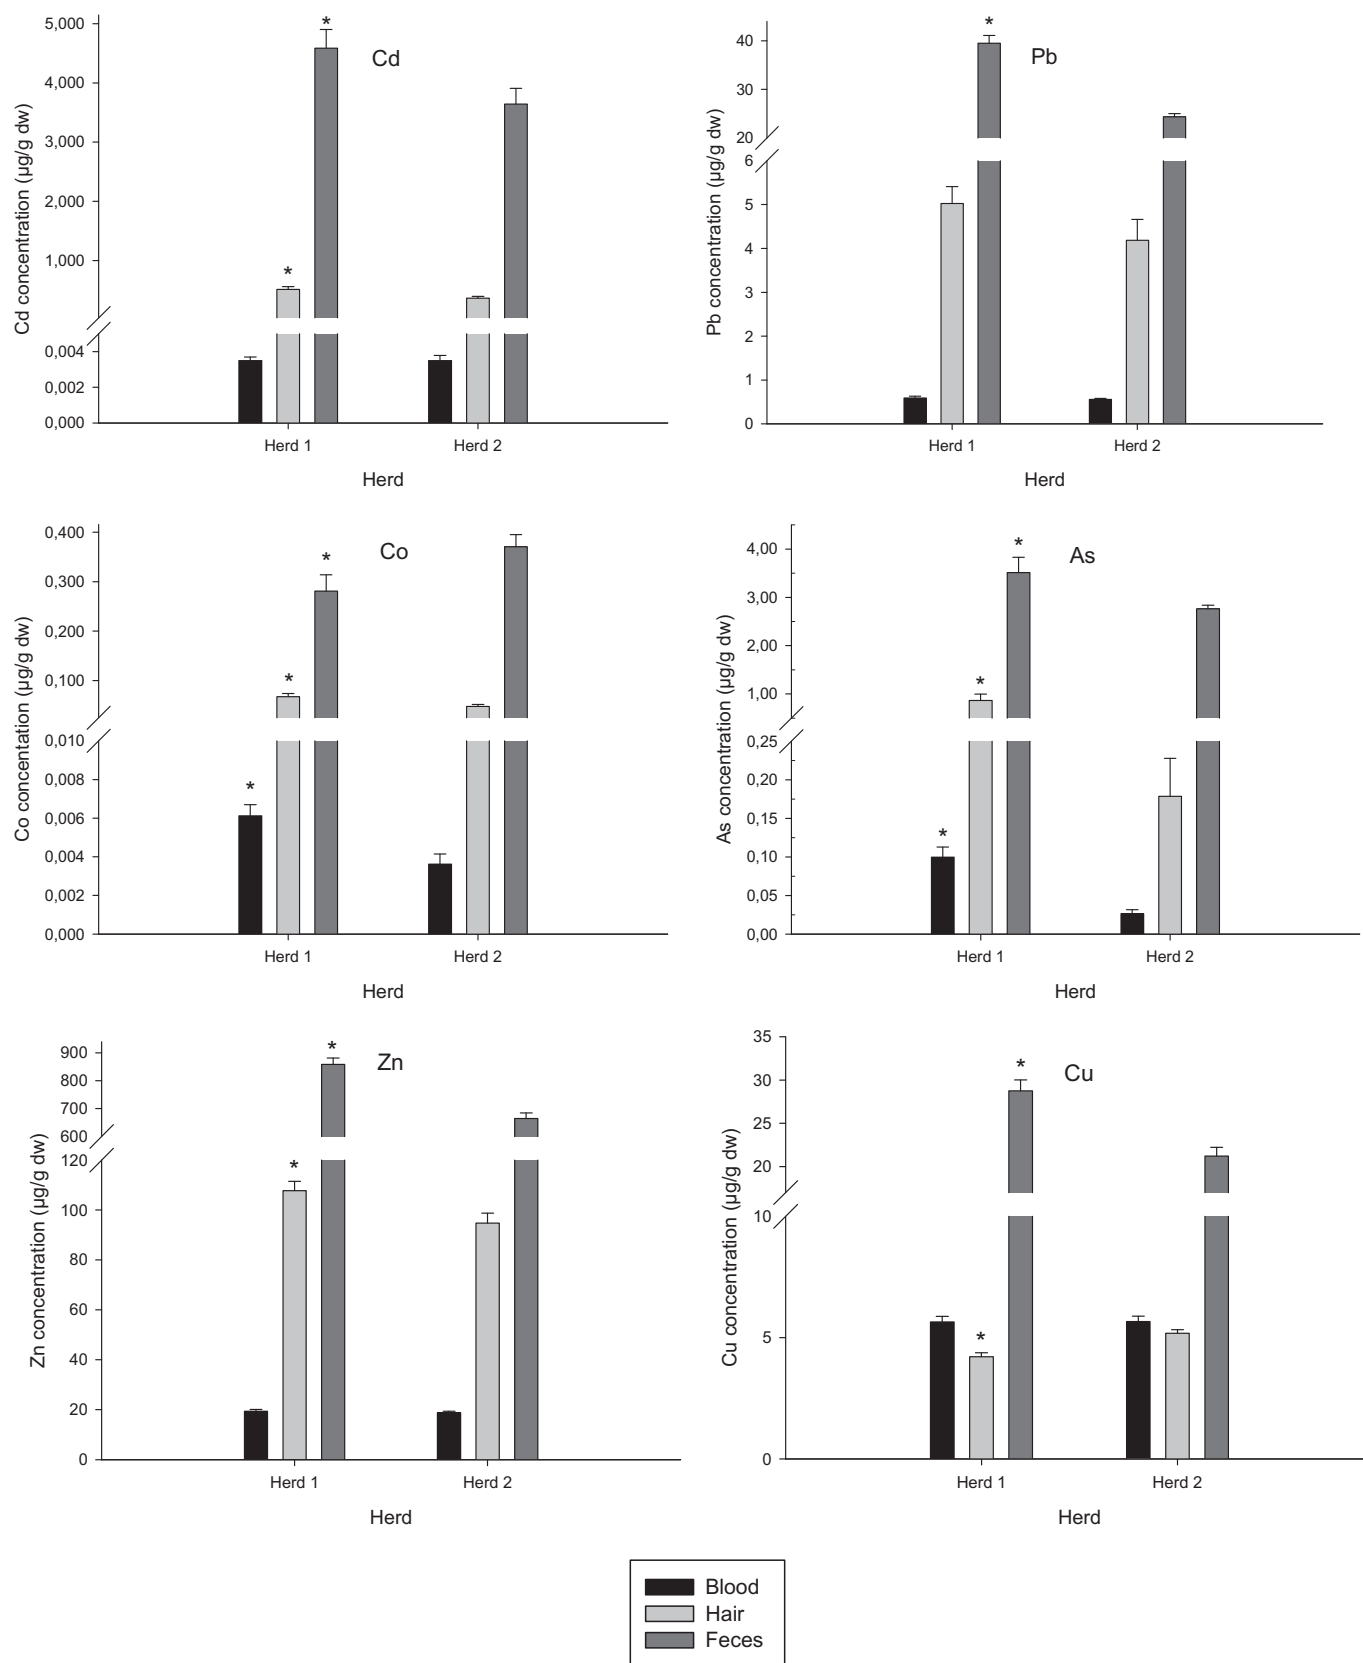 Cd
Cd concentration (µg/g dw)
5,000
*
4,000
3,000
2,000
1,000
*
0,004
0,002
0,000
Herd 1
Herd 2
Herd
Pb
Pb concentration (µg/g dw)
*
40
30
20
6
5
4
3
2
1
0
Herd 1
Herd 2
Herd
Co
Co concentation (µg/g dw)
0,400
*
0,300
0,200
0,100
*
0,010
0,008
*
0,006
0,004
0,002
0,000
Herd 1
Herd 2
Herd
As
As concentration (µg/g dw)
4,00
*
3,00
2,00
1,00
*
0,25
0,20
0,15
*
0,10
0,05
0,00
Herd 1
Herd 2
Herd
Zn
Zn concentration (µg/g dw)
*
900
800
700
600
120
*
100
80
60
40
20
0
Herd 1
Herd 2
Herd
Cu
Cu concentration (µg/g dw)
35
*
30
25
20
10
5
*
0
Herd 1
Herd 2
Herd
Blood
Hair
Feces